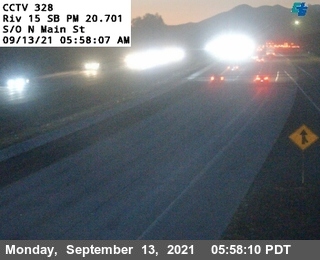 CCTV 328
Riv 15 SB PM 20.701
S/O N Main St
09/13/21 05:58:07 AM
Monday, September 13, 2021 05:58:10 PDT